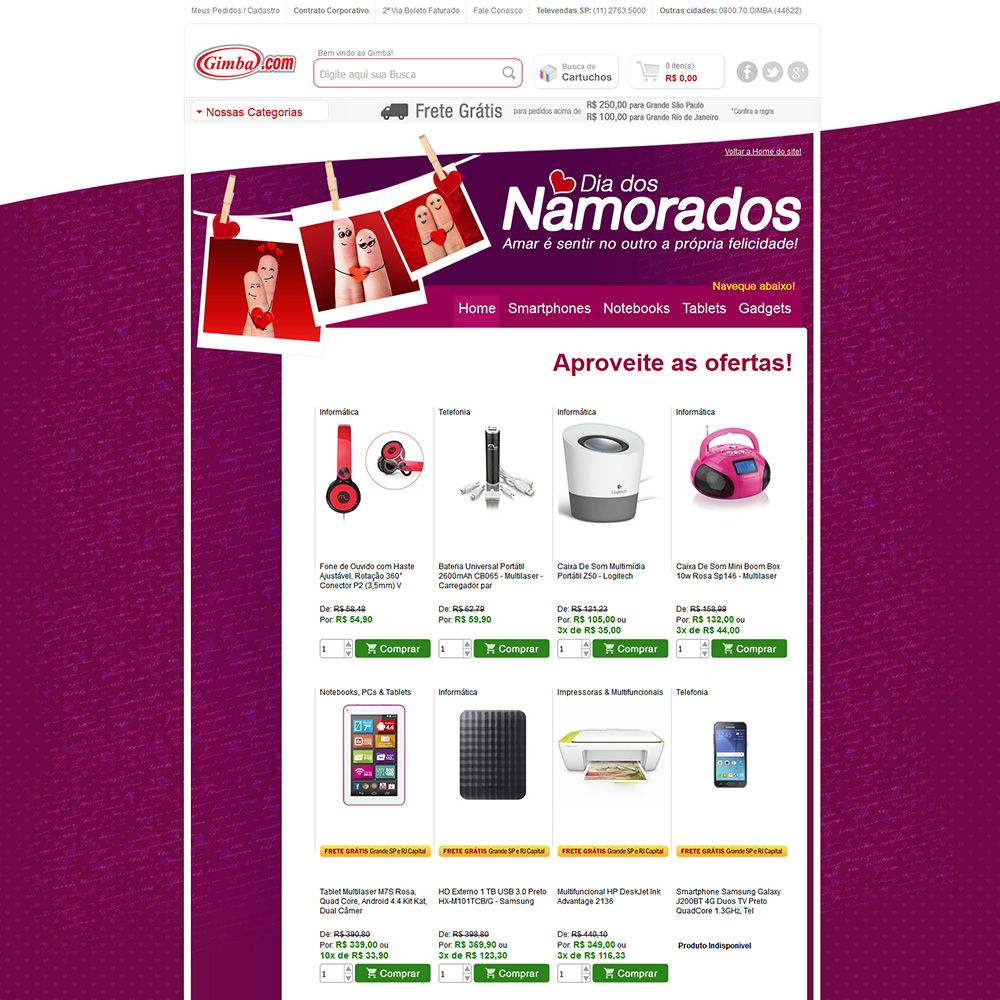 Meus Pedidos / Cadastro
Contrato Corporativo
2ª Via Boleto Faturado
Fale Conosco
Televendas SP: (11) 2763.5000
Outras cidades: 0800.70.GIMBA (44622)
Gimba.com
Bem vindo ao Gimba!
Digite aqui sua Busca
Busca de
Cartuchos
0 iten(s)
R$ 0,00
Nossas Categorias
Frete Grátis
para pedidos acima de
R$ 250,00 para Grande São Paulo
R$ 100,00 para Grande Rio de Janeiro
*Confira a regra
Voltar a Home do site!
Dia dos
Namorados
Amar é sentir no outro a própria felicidade!
Naveque abaixo!
Home Smartphones Notebooks Tablets Gadgets
Aproveite as ofertas!
Informática
Fone de Ouvido com Haste
Ajustável, Rotação 360°
Conector P2 (3,5mm) V
De: R$ 58,48
Por: R$ 54,90
1
Comprar
Telefonia
Bateria Universal Portátil
2600mAh CB065 - Multilaser -
Carregador par
De: R$ 62,79
Por: R$ 59,90
1
Comprar
Informática
Logitech
Caixa De Som Multimídia
Portátil Z50 - Logitech
De: R$ 121,23
Por: R$ 105,00 ou
3x de R$ 35,00
1
Comprar
Informática
Caixa De Som Mini Boom Box
10w Rosa Sp146 - Multilaser
De: R$ 158,99
Por: R$ 132,00 ou
3x de R$ 44,00
1
Comprar
Notebooks, PCs & Tablets
FRETE GRÁTIS Grande SP e RJ Capital
Tablet Multilaser M7S Rosa,
Quad Core, Android 4.4 Kit Kat,
Dual Câmer
De: R$ 390,80
Por: R$ 339,00 ou
10x de R$ 33,90
1
Comprar
Informática
FRETE GRÁTIS Grande SP e RJ Capital
HD Externo 1 TB USB 3.0 Preto
HX-M101TCB/G - Samsung
De: R$ 398,80
Por: R$ 369,90 ou
3x de R$ 123,30
1
Comprar
Impressoras & Multifuncionais
FRETE GRÁTIS Grande SP e RJ Capital
Multifuncional HP DeskJet Ink
Advantage 2136
De: R$ 440,10
Por: R$ 349,00 ou
3x de R$ 116,33
1
Comprar
Telefonia
FRETE GRÁTIS Grande SP e RJ Capital
Smartphone Samsung Galaxy
J200BT 4G Duos TV Preto
QuadCore 1.3GHz, Tel
Produto Indisponivel